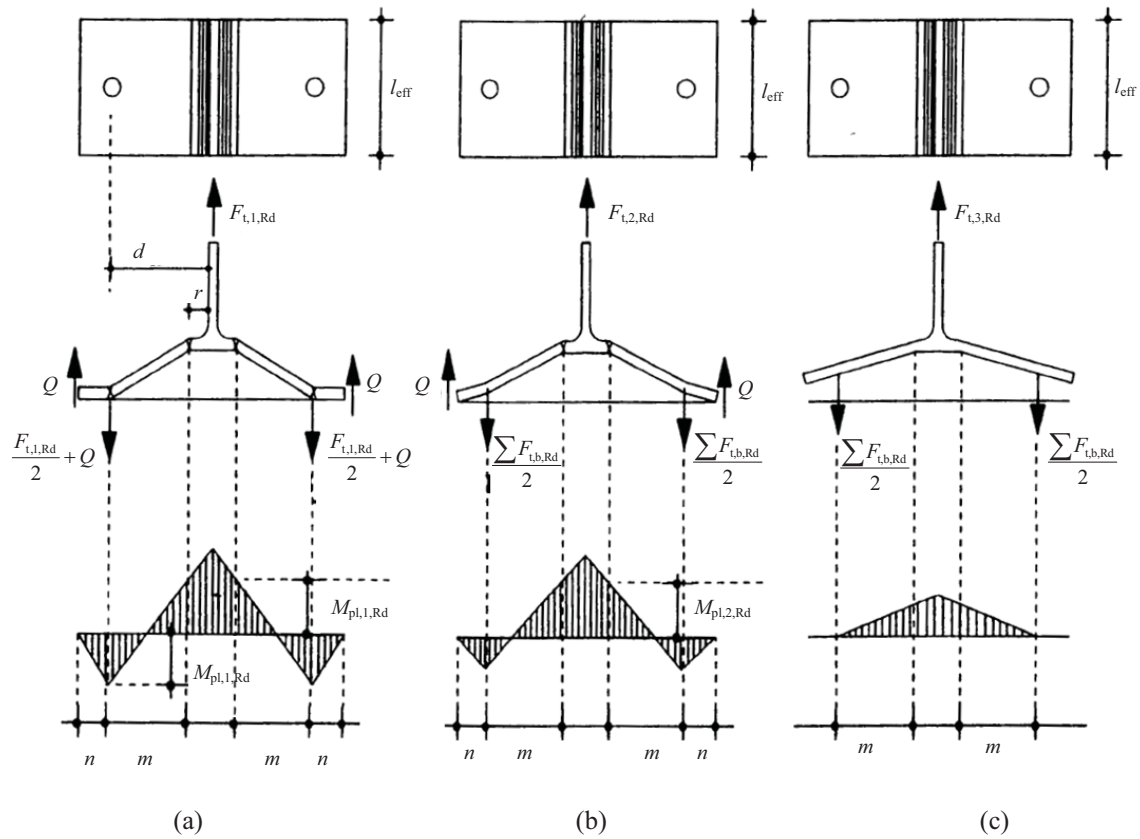 l_eff
l_eff
l_eff
F_t,1,Rd
F_t,2,Rd
F_t,3,Rd
d
r
Q
Q
Q
Q
F_t,1,Rd/2 + Q
F_t,1,Rd/2 + Q
∑ F_t,b,Rd/2
∑ F_t,b,Rd/2
∑ F_t,b,Rd/2
∑ F_t,b,Rd/2
M_pl,1,Rd
M_pl,2,Rd
M_pl,1,Rd
n m m n
n m m n
m m
(a) (b) (c)